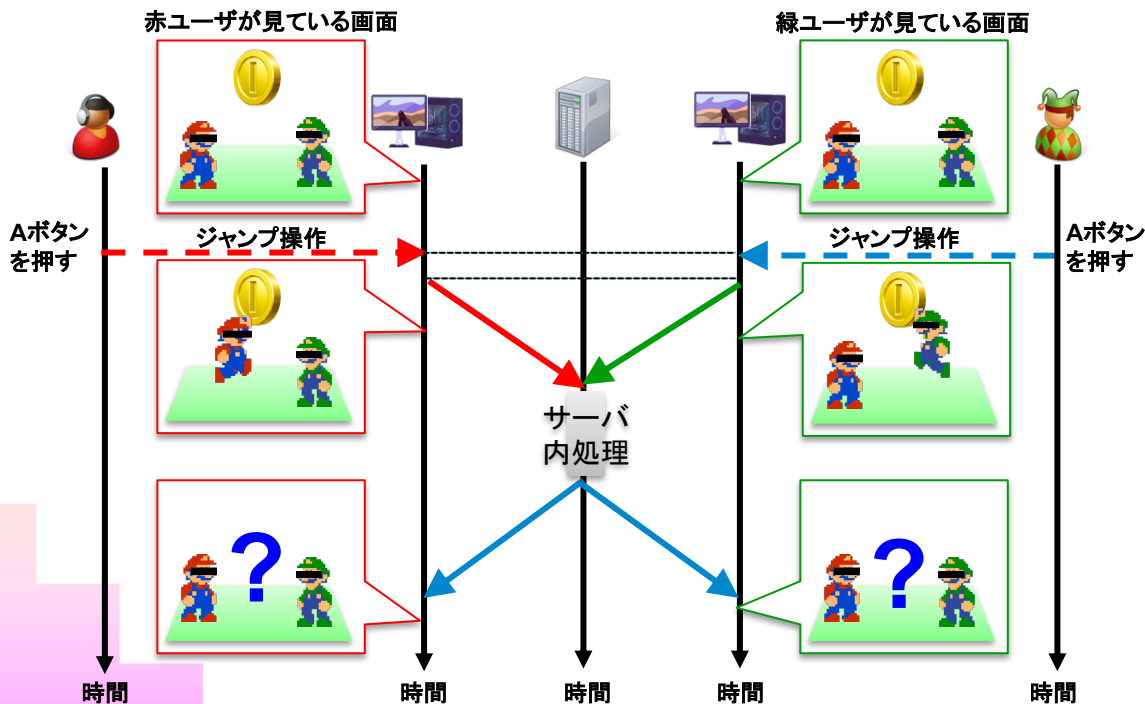 赤ユーザが見ている画面
緑ユーザが見ている画面
Aボタン
を押す
ジャンプ操作
ジャンプ操作
Aボタン
を押す
サーバ
内処理
?
?
時間
時間
時間
時間
時間